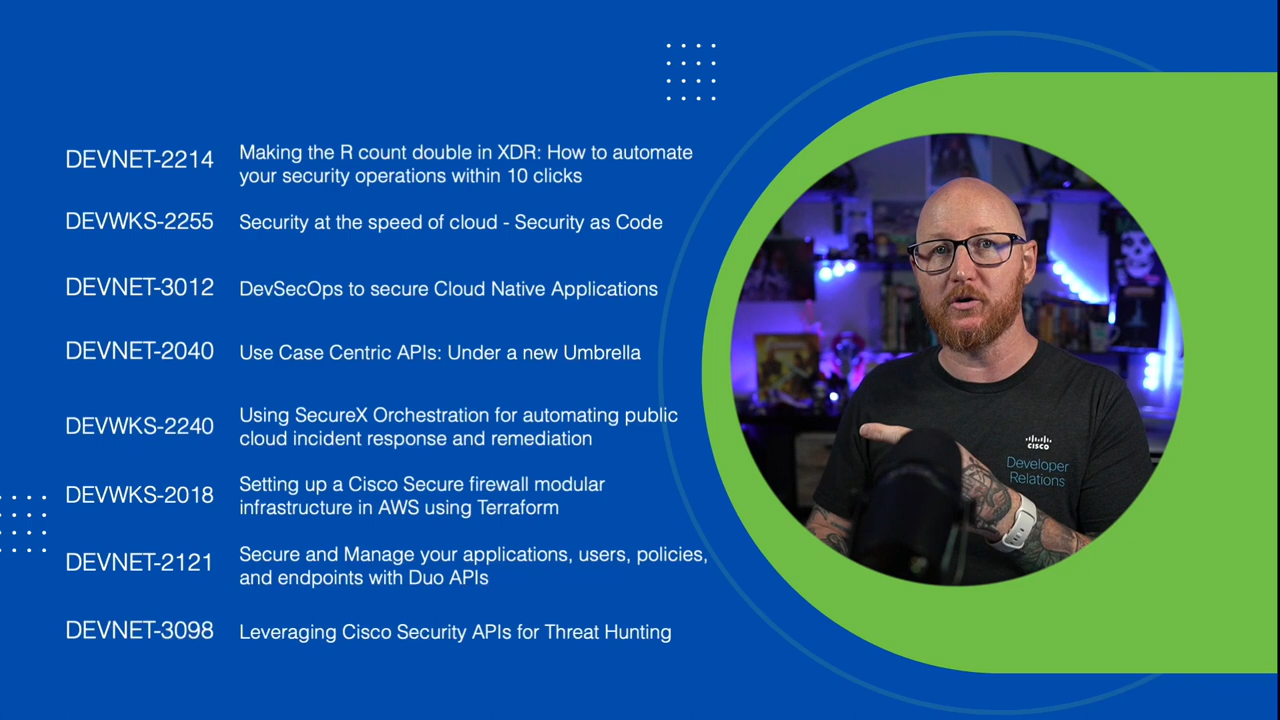 DEVNET-2214
Making the R count double in XDR: How to automate
your security operations within 10 clicks
DEVWKS-2255
Security at the speed of cloud - Security as Code
DEVNET-3012
DevSecOps to secure Cloud Native Applications
DEVNET-2040
Use Case Centric APIs: Under a new Umbrella
DEVWKS-2240
Using SecureX Orchestration for automating public
cloud incident response and remediation
DEVWKS-2018
Setting up a Cisco Secure firewall modular
infrastructure in AWS using Terraform
DEVNET-2121
Secure and Manage your applications, users, policies,
and endpoints with Duo APIs
DEVNET-3098
Leveraging Cisco Security APIs for Threat Hunting
CISCO
Developer
Relations